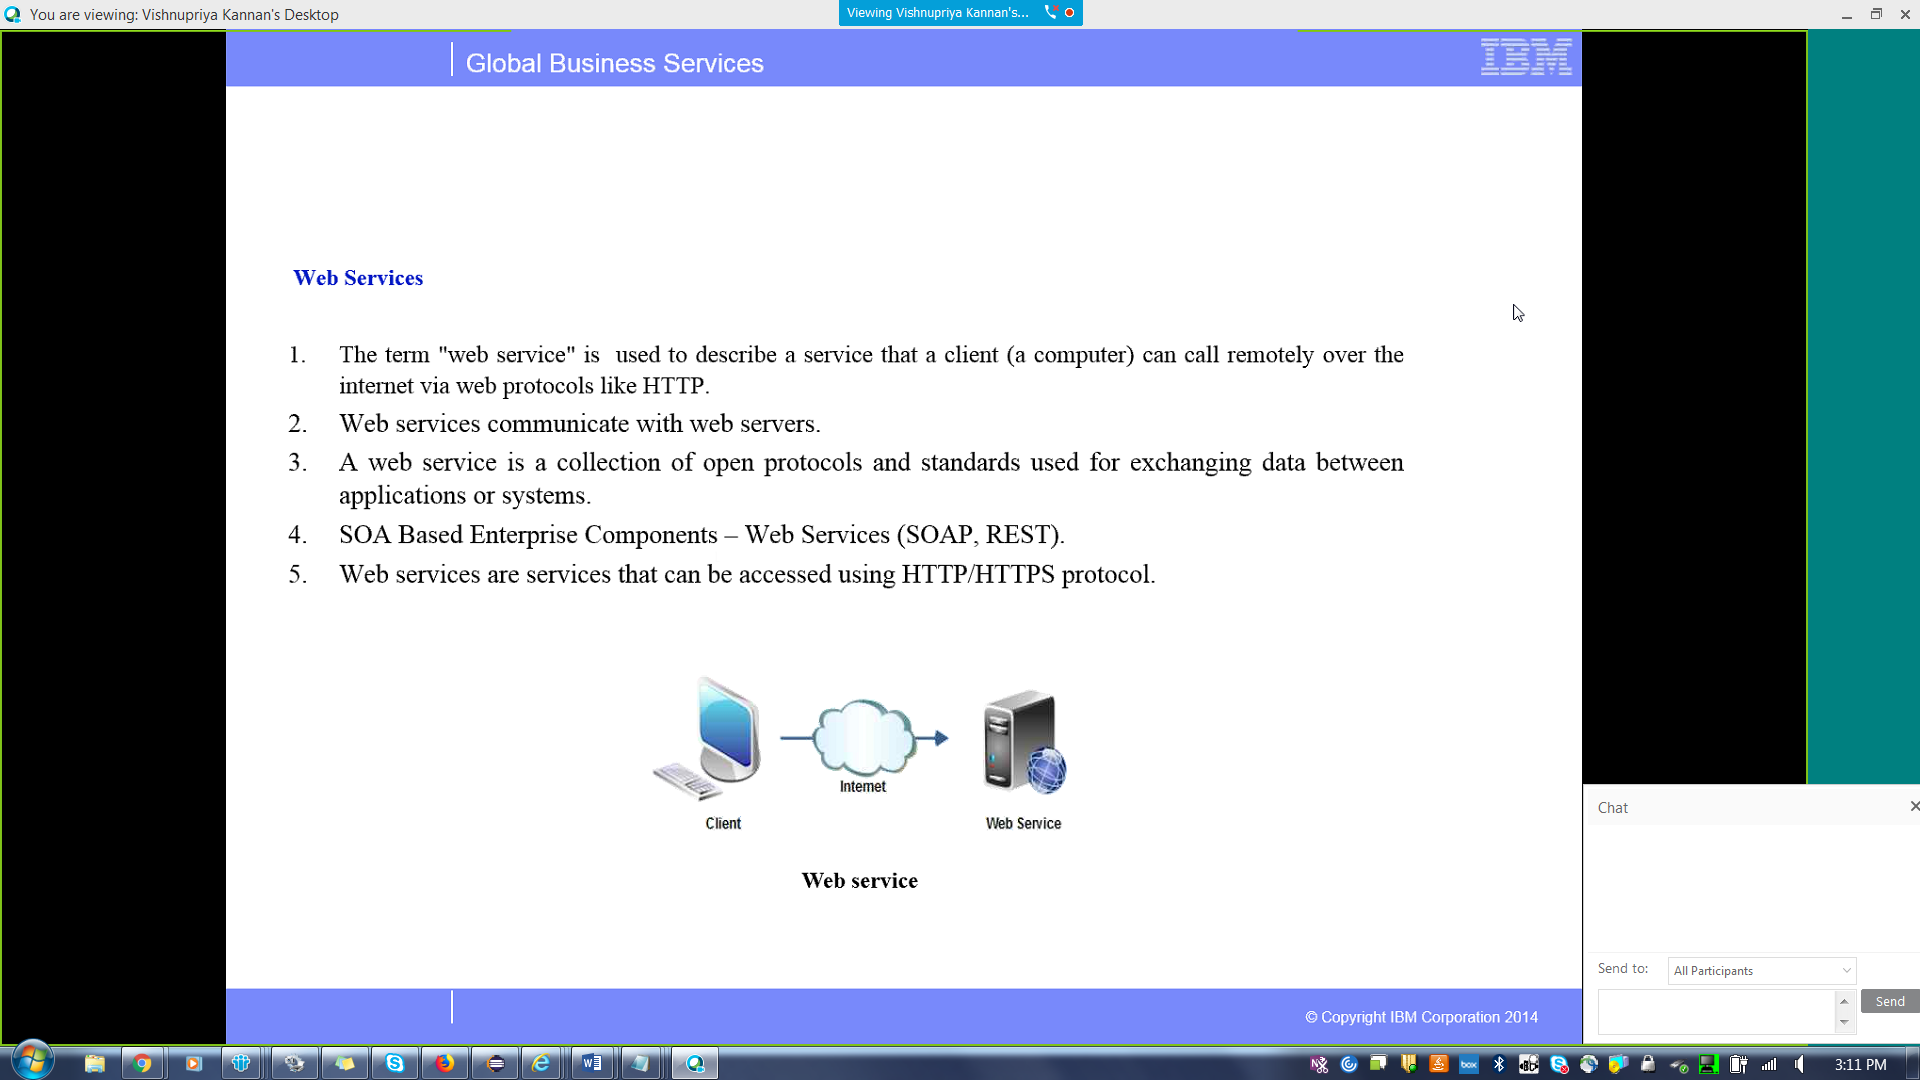 You are viewing: Vishnupriya Kannan's Desktop
Viewing Vishnupriya Kannan's...
Global Business Services
IBM
Web Services
1. The term "web service" is used to describe a service that a client (a computer) can call remotely over the
internet via web protocols like HTTP.
2. Web services communicate with web servers.
3. A web service is a collection of open protocols and standards used for exchanging data between
applications or systems.
4. SOA Based Enterprise Components – Web Services (SOAP, REST).
5. Web services are services that can be accessed using HTTP/HTTPS protocol.
Internet
Client
Web Service
Web service
Chat
Send to:
All Participants
Send
© Copyright IBM Corporation 2014
box
3:11 PM